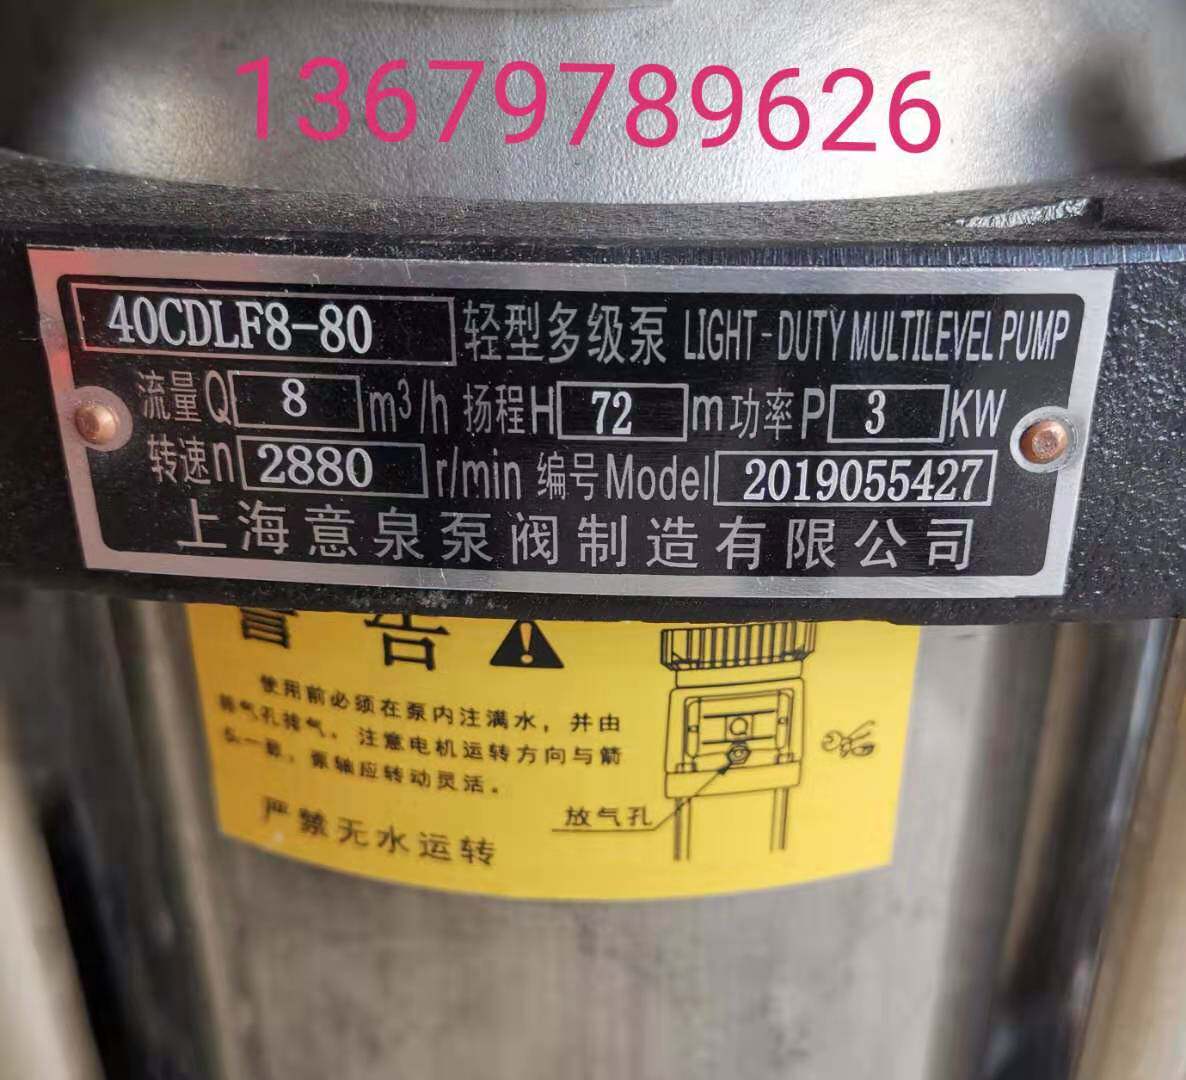 13679789626
40CDLF8-80 轻型多级泵 LIGHT-DUTY MULTILEVEL PUMP
流量Q 8 m³/h 扬程H 72 m 功率P 3 KW
转速n 2880 r/min 编号Model 2019055427
上海意泉泵阀制造有限公司
警告
使用前必须在泵内注满水，并由
排气孔排气，注意电机运转方向与箭
头一致，泵轴应转动灵活。
放气孔
严禁无水运转